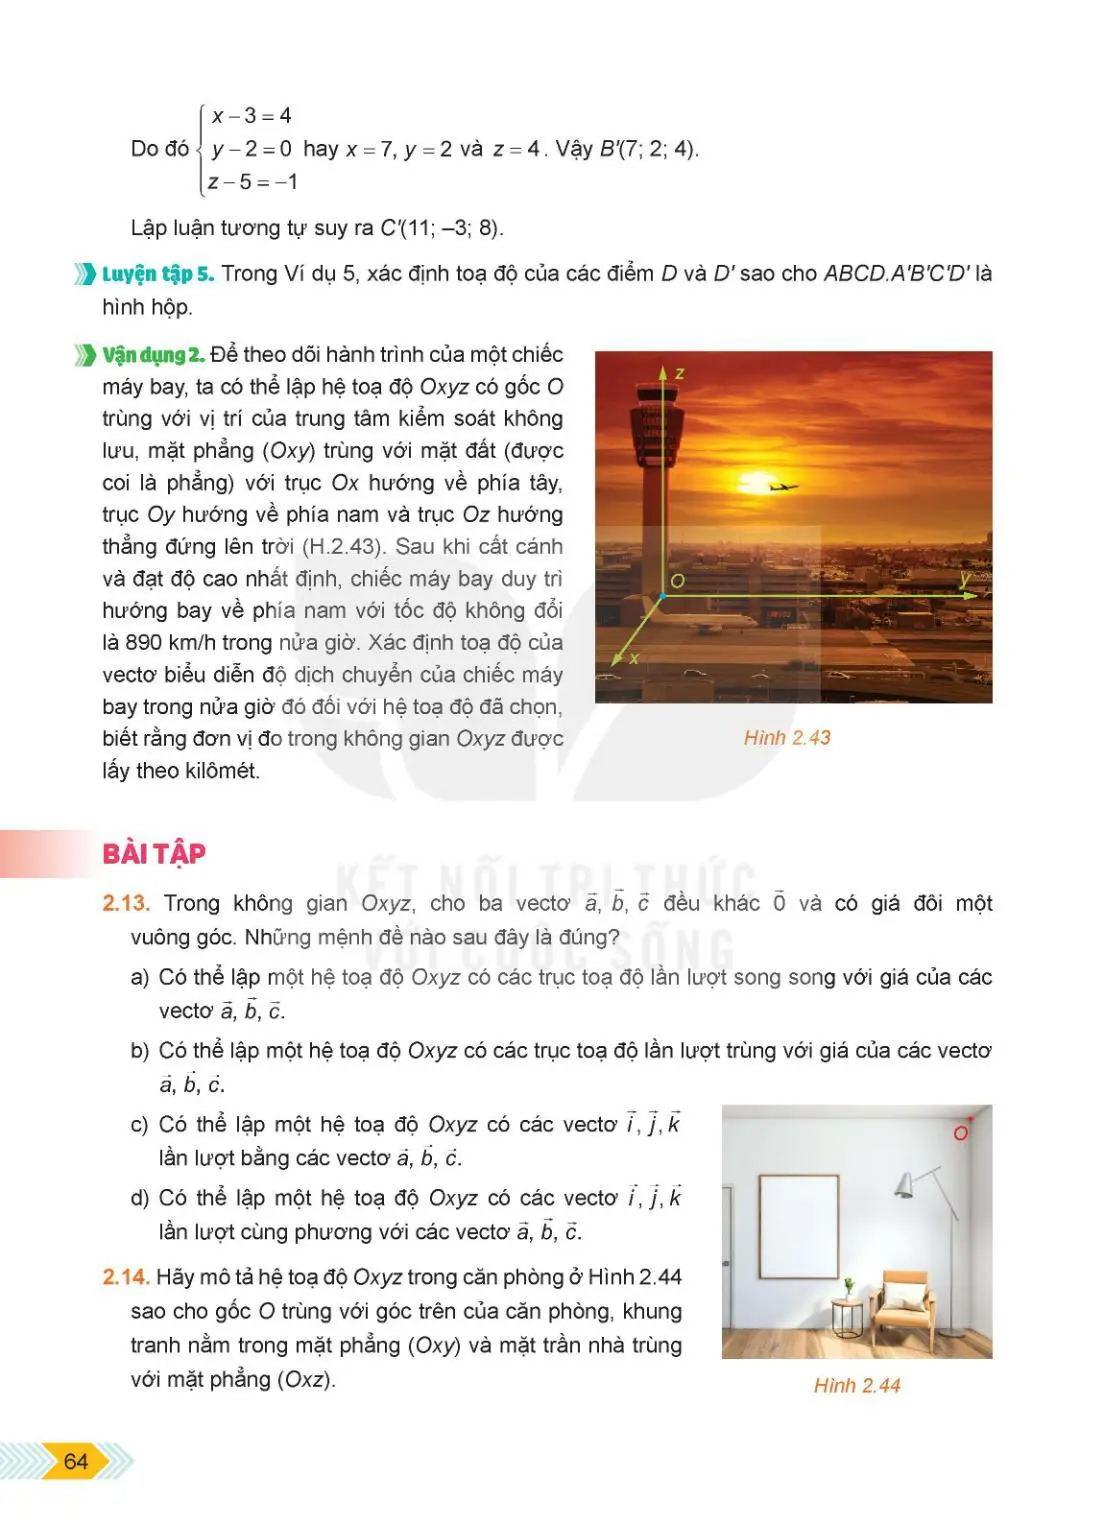 x – 3 = 4
Do đó y – 2 = 0 hay x = 7, y = 2 và z = 4. Vậy B'(7; 2; 4).
z – 5 = –1
Lập luận tương tự suy ra C'(11; –3; 8).
Luyện tập 5. Trong Ví dụ 5, xác định toạ độ của các điểm D và D' sao cho ABCD.A'B'C'D' là
hình hộp.
Vận dụng 2. Để theo dõi hành trình của một chiếc
máy bay, ta có thể lập hệ toạ độ Oxyz có gốc O
trùng với vị trí của trung tâm kiểm soát không
lưu, mặt phẳng (Oxy) trùng với mặt đất (được
coi là phẳng) với trục Ox hướng về phía tây,
trục Oy hướng về phía nam và trục Oz hướng
thẳng đứng lên trời (H.2.43). Sau khi cất cánh
và đạt độ cao nhất định, chiếc máy bay duy trì
hướng bay về phía nam với tốc độ không đổi
là 890 km/h trong nửa giờ. Xác định toạ độ của
vectơ biểu diễn độ dịch chuyển của chiếc máy
bay trong nửa giờ đó đối với hệ toạ độ đã chọn,
biết rằng đơn vị đo trong không gian Oxyz được
lấy theo kilômét.
z
O
y
x
Hình 2.43
BÀI TẬP
KẾT NỐI TRI THỨC
VỚI CUỘC SỐNG
2.13. Trong không gian Oxyz, cho ba vectơ a⃗, b⃗, c⃗ đều khác 0⃗ và có giá đôi một
vuông góc. Những mệnh đề nào sau đây là đúng?
a) Có thể lập một hệ toạ độ Oxyz có các trục toạ độ lần lượt song song với giá của các
vectơ a⃗, b⃗, c⃗.
b) Có thể lập một hệ toạ độ Oxyz có các trục toạ độ lần lượt trùng với giá của các vectơ
a⃗, b⃗, c⃗.
c) Có thể lập một hệ toạ độ Oxyz có các vectơ i⃗, j⃗, k⃗
lần lượt bằng các vectơ a⃗, b⃗, c⃗.
d) Có thể lập một hệ toạ độ Oxyz có các vectơ i⃗, j⃗, k⃗
lần lượt cùng phương với các vectơ a⃗, b⃗, c⃗.
2.14. Hãy mô tả hệ toạ độ Oxyz trong căn phòng ở Hình 2.44
sao cho gốc O trùng với góc trên của căn phòng, khung
tranh nằm trong mặt phẳng (Oxy) và mặt trần nhà trùng
với mặt phẳng (Oxz).
O
Hình 2.44
64